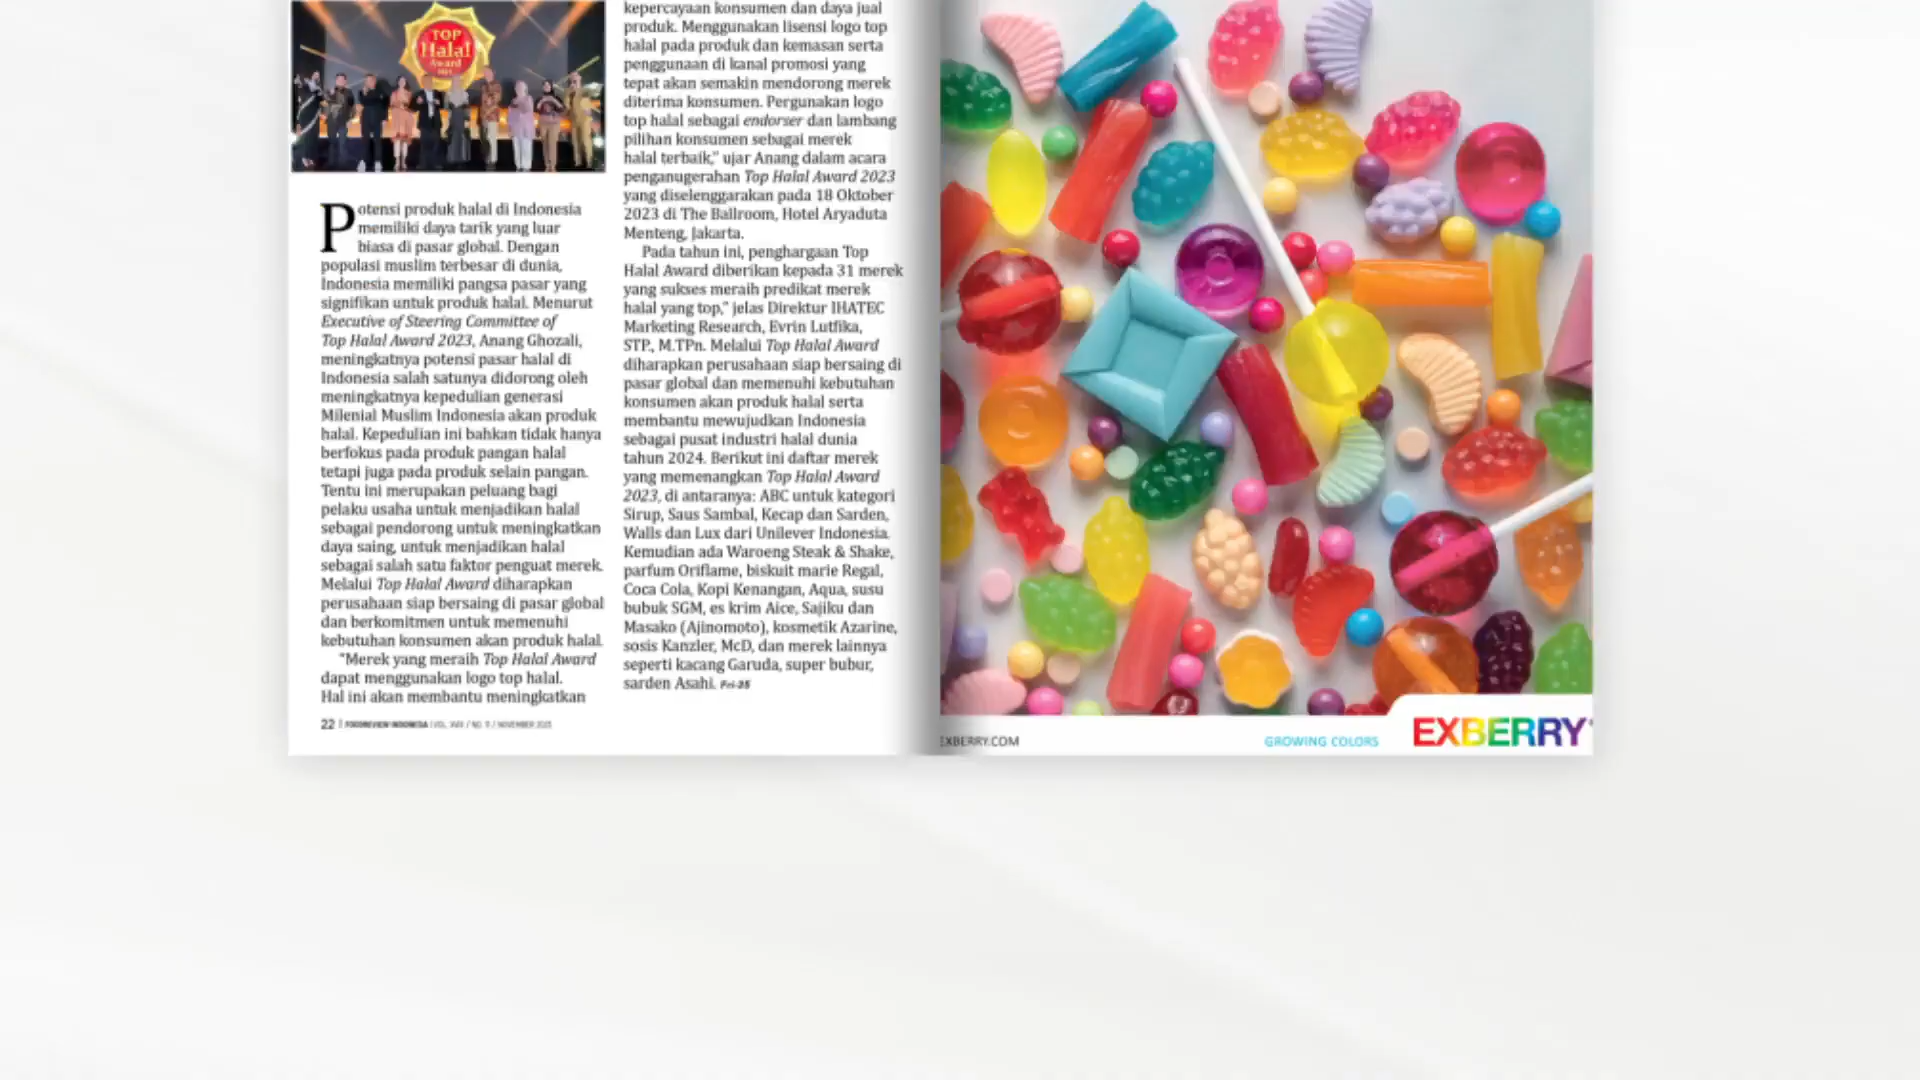 TOP
Halal
Award
Potensi produk halal di Indonesia
memiliki daya tarik yang luar
biasa di pasar global. Dengan
populasi muslim terbesar di dunia,
Indonesia memiliki pangsa pasar yang
signifikan untuk produk halal. Menurut
Executive of Steering Committee of
Top Halal Award 2023, Anang Ghozali,
meningkatnya potensi pasar halal di
Indonesia salah satunya didorong oleh
meningkatnya kepedulian generasi
Milenial Muslim Indonesia akan produk
halal. Kepedulian ini bahkan tidak hanya
berfokus pada produk pangan halal
tetapi juga pada produk selain pangan.
Tentu ini merupakan peluang bagi
pelaku usaha untuk menjadikan halal
sebagai pendorong untuk meningkatkan
daya saing, untuk menjadikan halal
sebagai salah satu faktor penguat merek.
Melalui Top Halal Award diharapkan
perusahaan siap bersaing di pasar global
dan berkomitmen untuk memenuhi
kebutuhan konsumen akan produk halal.
"Merek yang meraih Top Halal Award
dapat menggunakan logo top halal.
Hal ini akan membantu meningkatkan
kepercayaan konsumen dan daya jual
produk. Menggunakan lisensi logo top
halal pada produk dan kemasan serta
penggunaan di kanal promosi yang
tepat akan semakin mendorong merek
diterima konsumen. Pergunakan logo
top halal sebagai endorser dan lambang
pilihan konsumen sebagai merek
halal terbaik," ujar Anang dalam acara
penganugerahan Top Halal Award 2023
yang diselenggarakan pada 18 Oktober
2023 di The Ballroom, Hotel Aryaduta
Menteng, Jakarta.
Pada tahun ini, penghargaan Top
Halal Award diberikan kepada 31 merek
yang sukses meraih predikat merek
halal yang top," jelas Direktur IHATEC
Marketing Research, Evrin Lutfika,
STP., M.TPn. Melalui Top Halal Award
diharapkan perusahaan siap bersaing di
pasar global dan memenuhi kebutuhan
konsumen akan produk halal serta
membantu mewujudkan Indonesia
sebagai pusat industri halal dunia
tahun 2024. Berikut ini daftar merek
yang memenangkan Top Halal Award
2023, di antaranya: ABC untuk kategori
Sirup, Saus Sambal, Kecap dan Sarden,
Walls dan Lux dari Unilever Indonesia.
Kemudian ada Waroeng Steak & Shake,
parfum Oriflame, biskuit marie Regal,
Coca Cola, Kopi Kenangan, Aqua, susu
bubuk SGM, es krim Aice, Sajiku dan
Masako (Ajinomoto), kosmetik Azarine,
sosis Kanzler, McD, dan merek lainnya
seperti kacang Garuda, super bubur,
sarden Asahi. Fri-35
22 | FOODREVIEW INDONESIA | VOL. XVIII / NO. 11 / NOVEMBER 2023
EXBERRY.COM
GROWING COLORS
EXBERRY